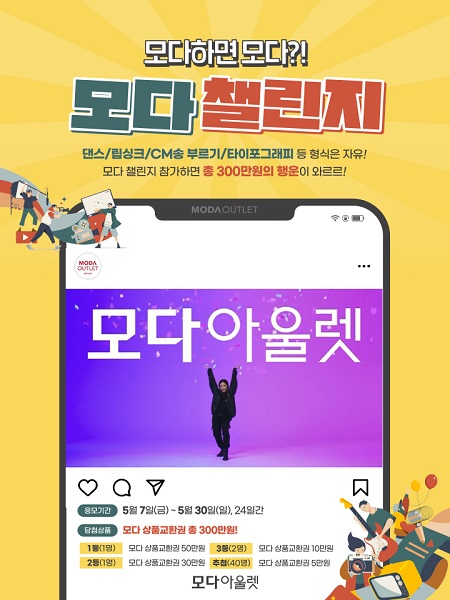 모다하면 모다?!
모다 챌린지
댄스/립싱크/CM송 부르기/타이포그래피 등 형식은 자유!
모다 챌린지 참가하면 총 300만원의 행운이 와르르!
MODA OUTLET
MODA
OUTLET
모다아울렛
응모기간 5월 7일(금) ~ 5월 30일(일), 24일간
당첨상품 모다 상품교환권 총 300만원!
1등(1명) 모다 상품교환권 50만원 3등(2명) 모다 상품교환권 10만원
2등(1명) 모다 상품교환권 30만원 추첨(40명) 모다 상품교환권 5만원
모다아울렛